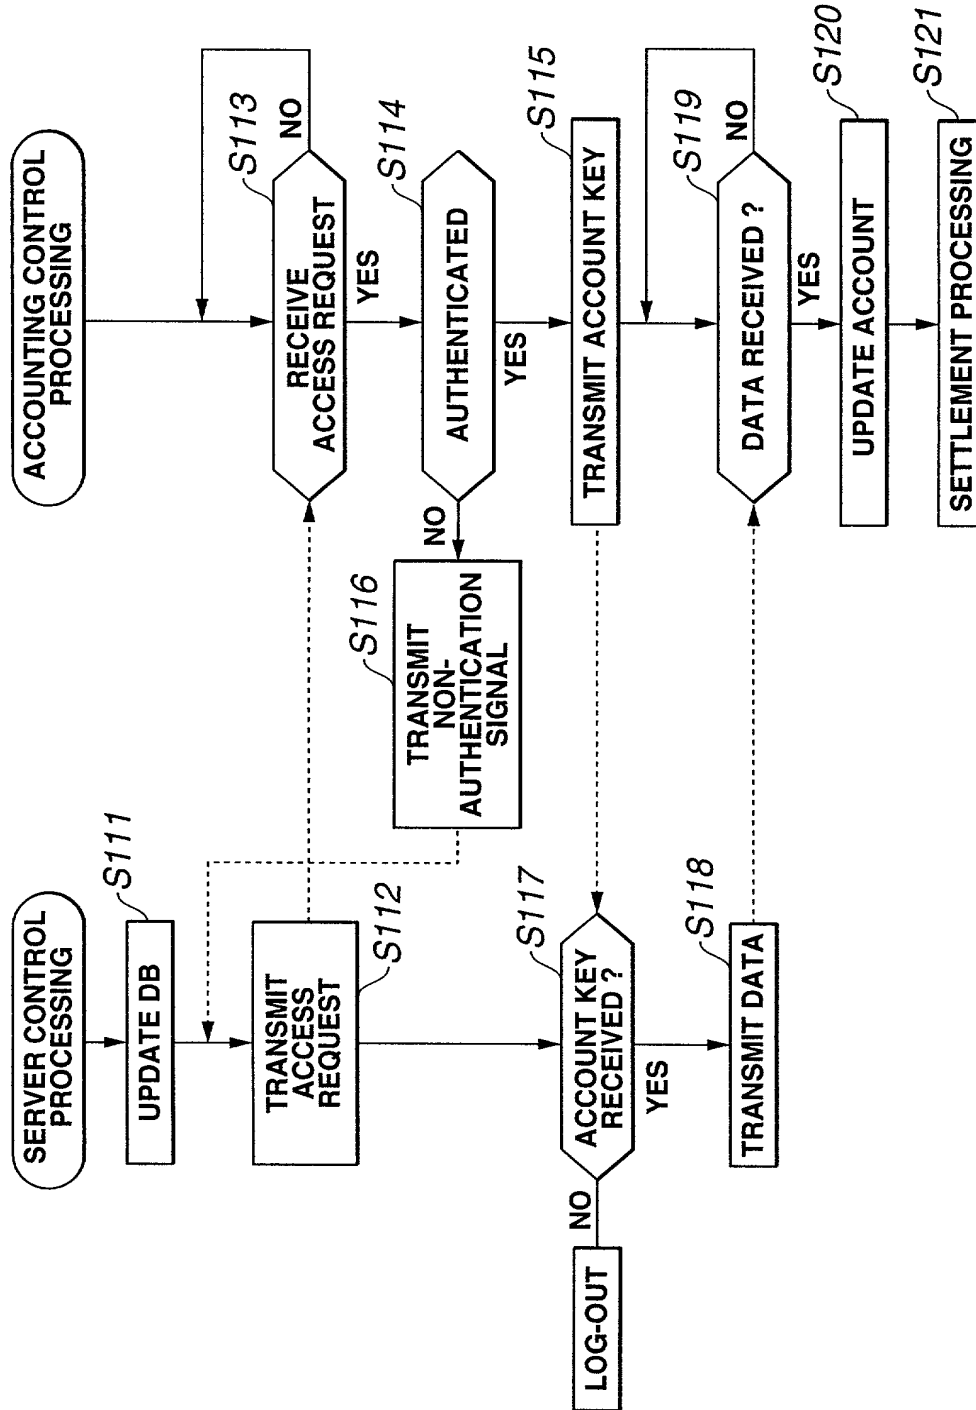 SERVER CONTROL
PROCESSING
S111
UPDATE DB
TRANSMIT
ACCESS
REQUEST
S112
S117
ACCOUNT KEY
RECEIVED ?
NO
LOG-OUT
YES
S118
TRANSMIT DATA
ACCOUNTING CONTROL
PROCESSING
S113
RECEIVE
ACCESS REQUEST
NO
YES
S114
AUTHENTICATED
NO
S116
TRANSMIT
NON-
AUTHENTICATION
SIGNAL
YES
S115
TRANSMIT ACCOUNT KEY
S119
DATA RECEIVED ?
NO
YES
S120
UPDATE ACCOUNT
S121
SETTLEMENT PROCESSING